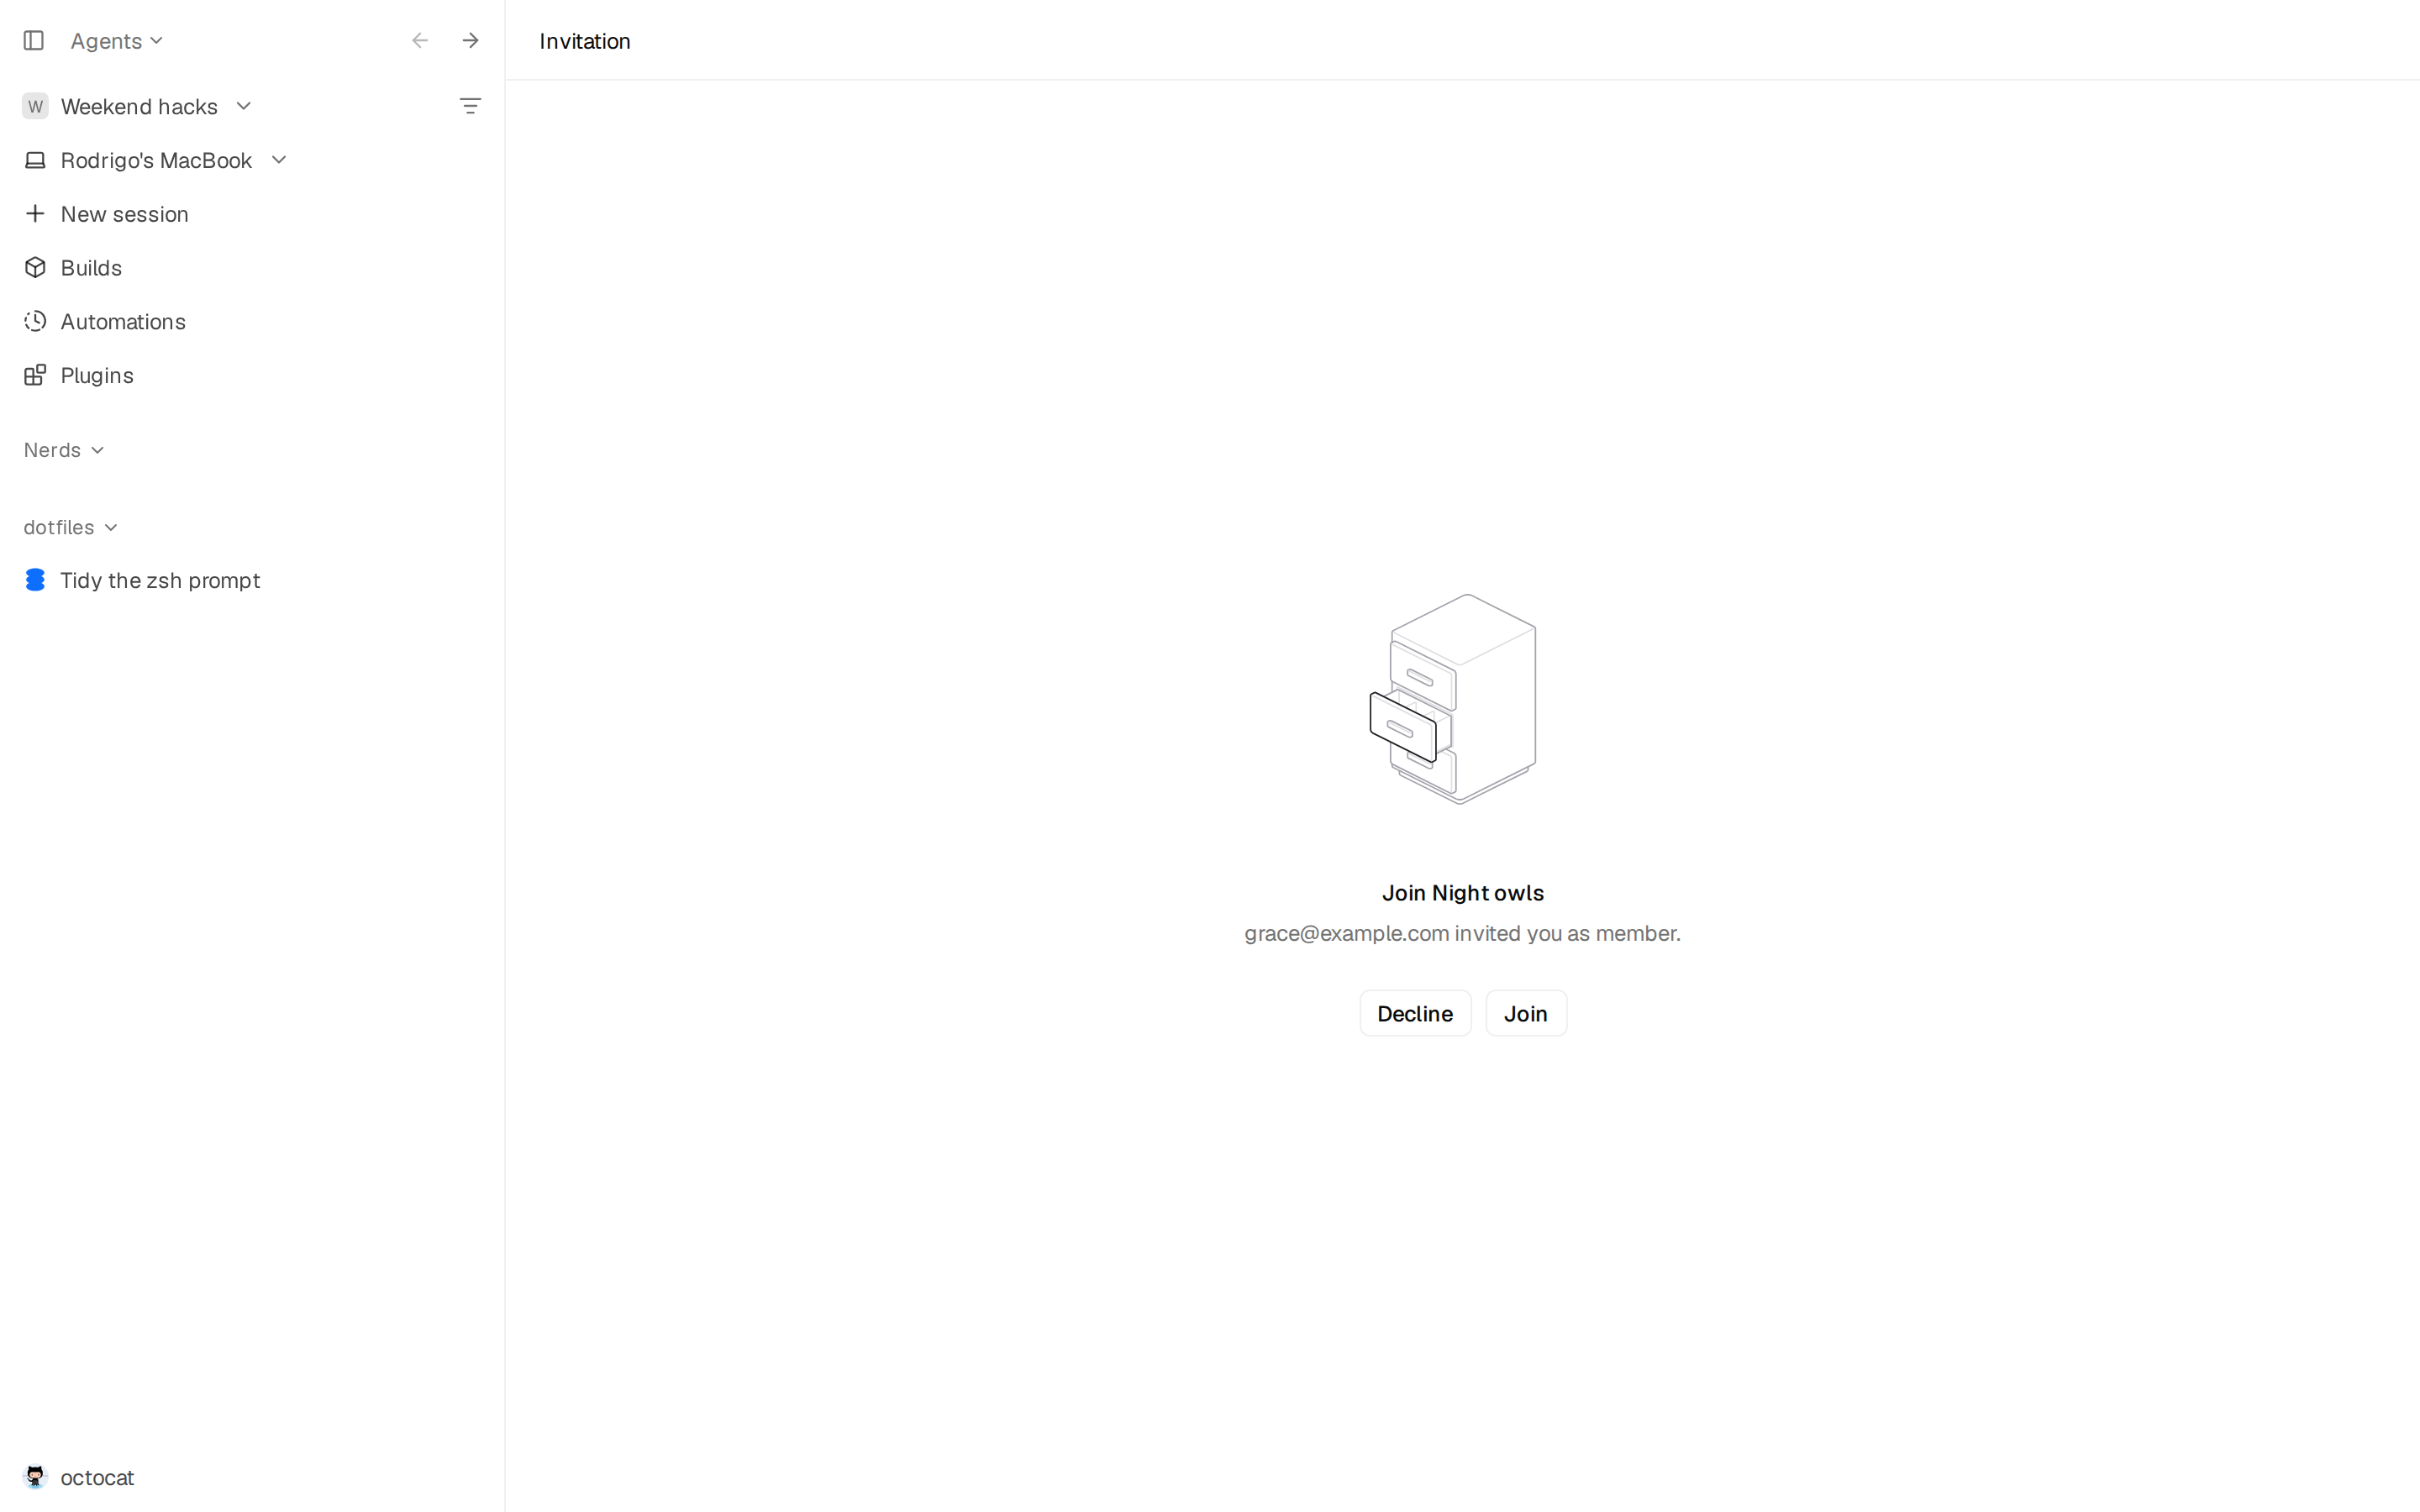 Agents
Invitation
W Weekend hacks
Rodrigo's MacBook
New session
Builds
Automations
Plugins
Nerds
dotfiles
Tidy the zsh prompt
Join Night owls
grace@example.com invited you as member.
Decline Join
octocat